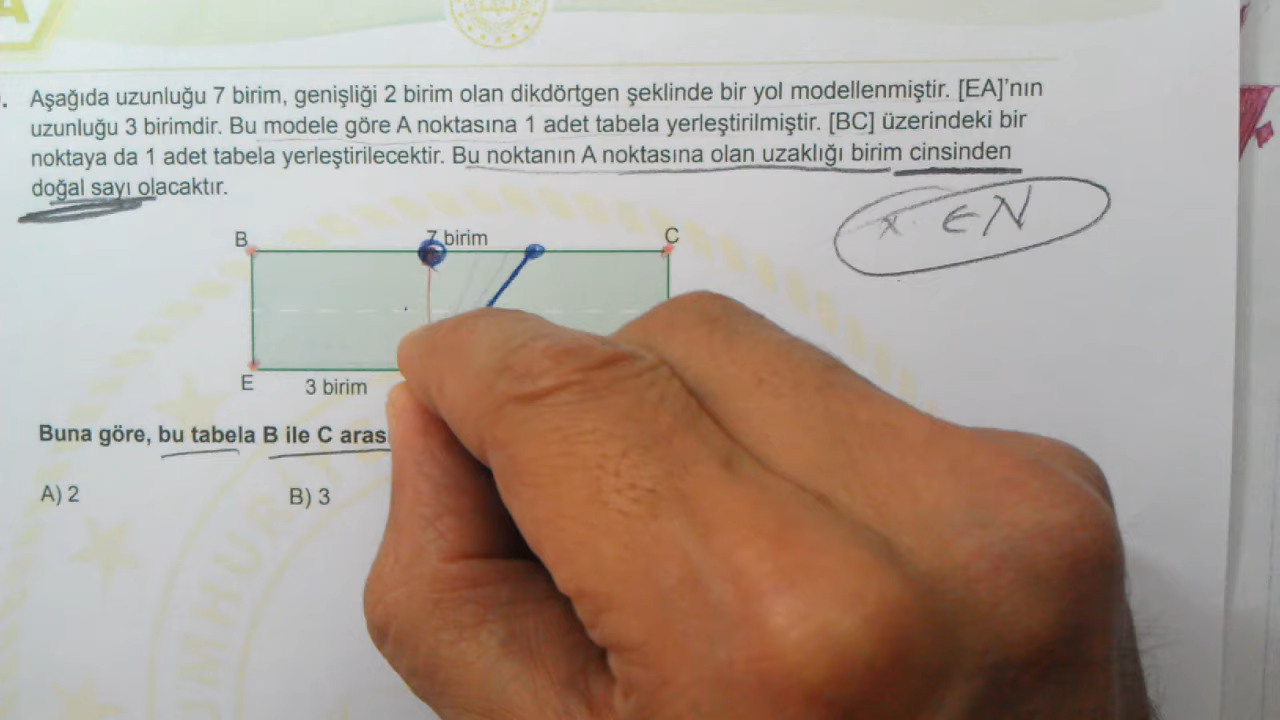 Aşağıda uzunluğu 7 birim, genişliği 2 birim olan dikdörtgen şeklinde bir yol modellenmiştir. [EA]'nın
uzunluğu 3 birimdir. Bu modele göre A noktasına 1 adet tabela yerleştirilmiştir. [BC] üzerindeki bir
noktaya da 1 adet tabela yerleştirilecektir. Bu noktanın A noktasına olan uzaklığı birim cinsinden
doğal sayı olacaktır.
x ∈ N
B 7 birim C
E 3 birim
Buna göre, bu tabela B ile C aras
A) 2 B) 3